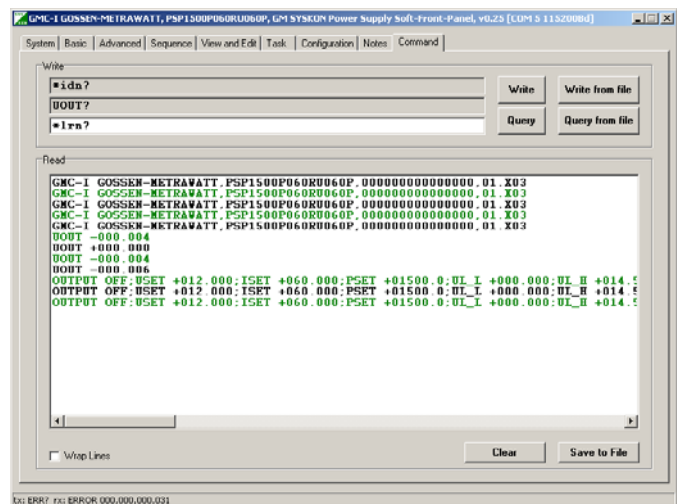 GMC-I GOSSEN-METRAWATT, PSP1500P060RU060P, GM SYSKON Power Supply Soft-Front-Panel, v0.25 [COM 5 115200Bd]
System Basic Advanced Sequence View and Edit Task Configuration Notes Command
Write
*idn?
UOUT?
*lrn?
Write Write from file
Query Query from file
Read
GMC-I GOSSEN-METRAWATT,PSP1500P060RU060P,000000000000000,01.X03
GMC-I GOSSEN-METRAWATT,PSP1500P060RU060P,000000000000000,01.X03
GMC-I GOSSEN-METRAWATT,PSP1500P060RU060P,000000000000000,01.X03
GMC-I GOSSEN-METRAWATT,PSP1500P060RU060P,000000000000000,01.X03
GMC-I GOSSEN-METRAWATT,PSP1500P060RU060P,000000000000000,01.X03
UOUT -000.004
UOUT +000.000
UOUT -000.004
UOUT -000.006
OUTPUT OFF;USET +012.000;ISET +060.000;PSET +01500.0;UL_L +000.000;UL_H +014.5
OUTPUT OFF;USET +012.000;ISET +060.000;PSET +01500.0;UL_L +000.000;UL_H +014.5
OUTPUT OFF;USET +012.000;ISET +060.000;PSET +01500.0;UL_L +000.000;UL_H +014.5
Wrap Lines
Clear Save to File
tx: ERR? rx: ERROR 000,000,000,031